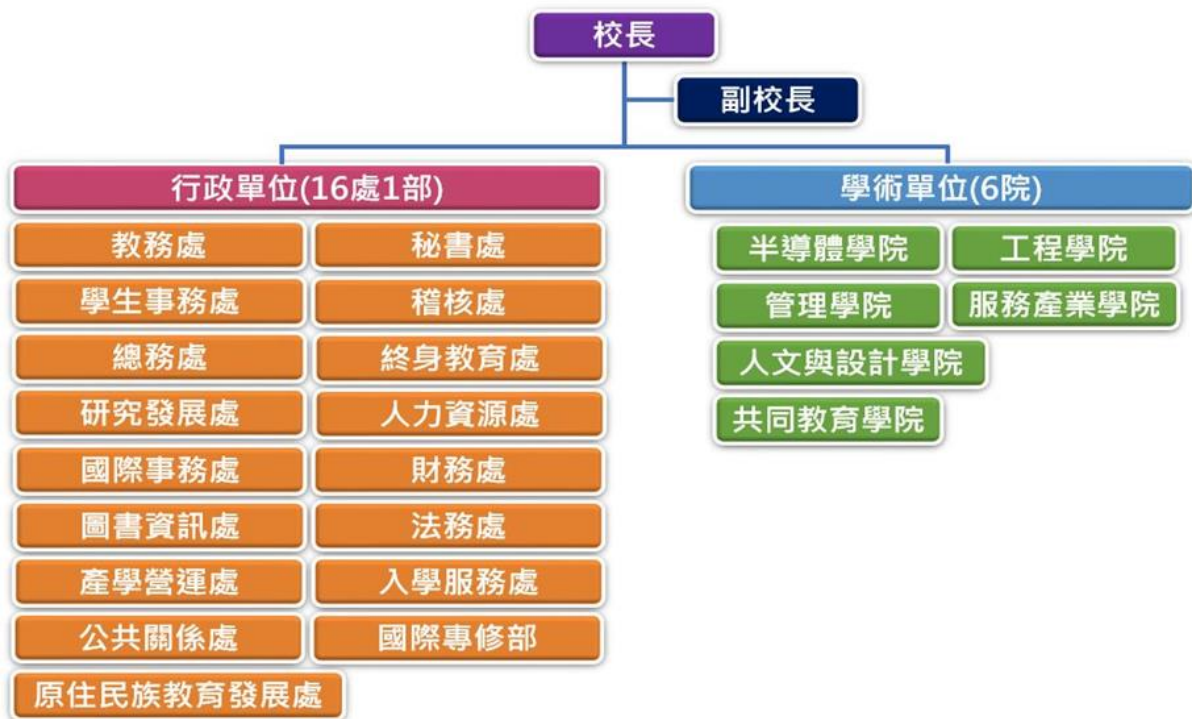 校長
副校長
行政單位(16處1部)
教務處
秘書處
學生事務處
稽核處
總務處
終身教育處
研究發展處
人力資源處
國際事務處
財務處
圖書資訊處
法務處
產學營運處
入學服務處
公共關係處
國際專修部
原住民族教育發展處
學術單位(6院)
半導體學院
工程學院
管理學院
服務產業學院
人文與設計學院
共同教育學院